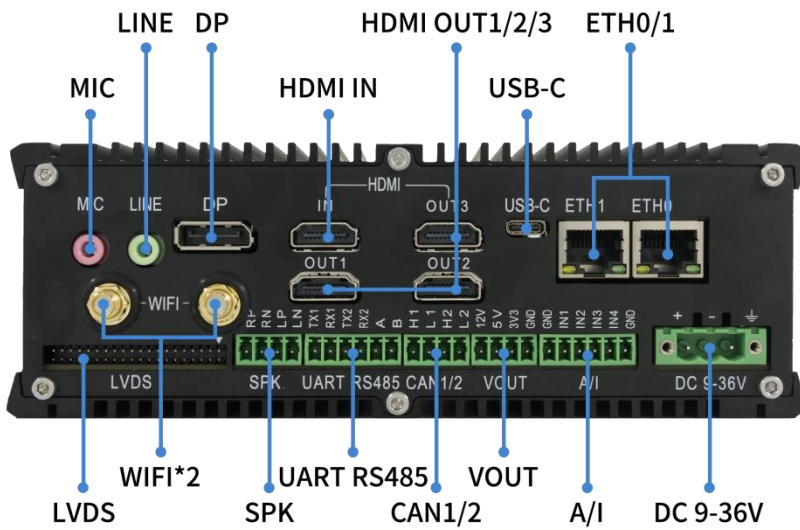 LINE DP HDMI OUT1/2/3 ETH0/1
MIC HDMI IN USB-C
HDMI
MIC LINE DP IN OUT3 USB-C ETH1 ETH0
OUT1 OUT2
WIFI
RP RN LP LN TX1 RX1 TX2 RX2 A B H1 L1 H2 L2 12V 5V 3V3 GND GND IN1 IN2 IN3 IN4 GND + -
LVDS SPK. UART RS485 CAN1/2 VOUT A/I DC 9-36V
WIFI*2 UART RS485 VOUT
LVDS SPK CAN1/2 A/I DC 9-36V